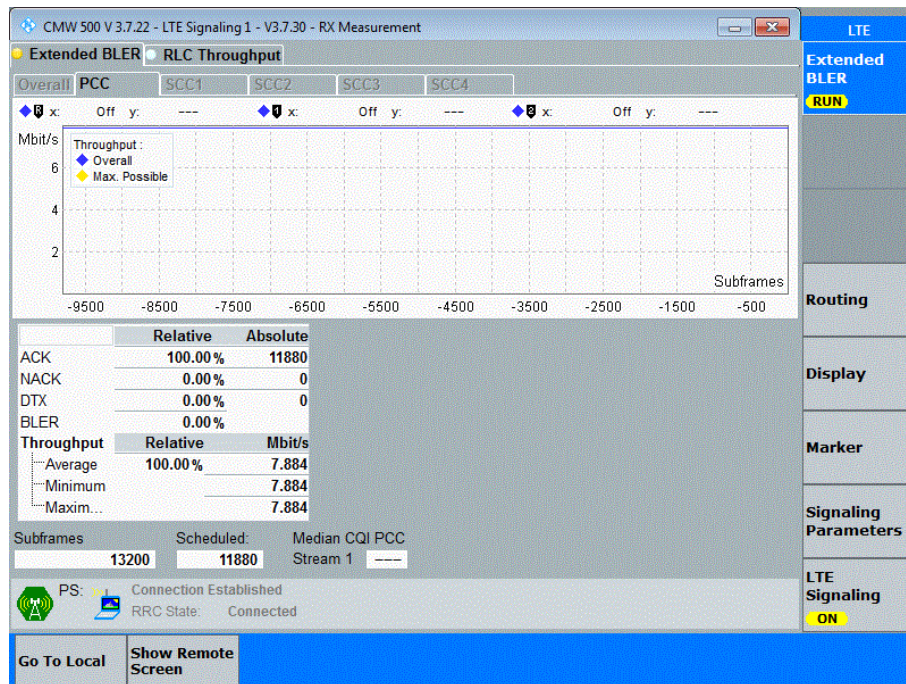 CMW 500 V 3.7.22 - LTE Signaling 1 - V3.7.30 - RX Measurement
LTE
Extended BLER RLC Throughput
Extended
BLER
RUN
Overall PCC SCC1 SCC2 SCC3 SCC4
R x: Off y: --- 1 x: Off y: --- 2 x: Off y: ---
Mbit/s
Throughput :
Overall
Max. Possible
6
4
2
Subframes
-9500 -8500 -7500 -6500 -5500 -4500 -3500 -2500 -1500 -500
Routing
Display
Marker
Signaling
Parameters
LTE
Signaling
ON
Relative Absolute
ACK 100.00 % 11880
NACK 0.00 % 0
DTX 0.00 % 0
BLER 0.00 %
Throughput Relative Mbit/s
Average 100.00 % 7.884
Minimum 7.884
Maxim... 7.884
Subframes Scheduled: Median CQI PCC
13200 11880 Stream 1 ---
PS: Connection Established
RRC State: Connected
Go To Local
Show Remote
Screen